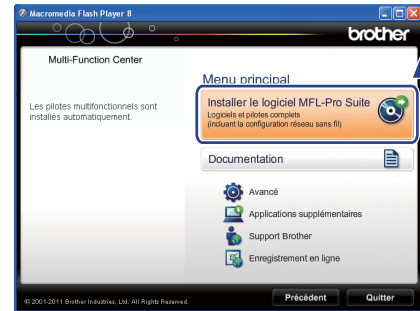 Macromedia Flash Player 8
brother
Multi-Function Center
Menu principal
Les pilotes multifonctionnels sont
installés automatiquement.
Installer le logiciel MFL-Pro Suite
Logiciels et pilotes complets
(incluant la configuration réseau sans fil)
Documentation
Avancé
Applications supplémentaires
Support Brother
Enregistrement en ligne
© 2001-2011 Brother Industries, Ltd. All Rights Reserved.
Précédent
Quitter